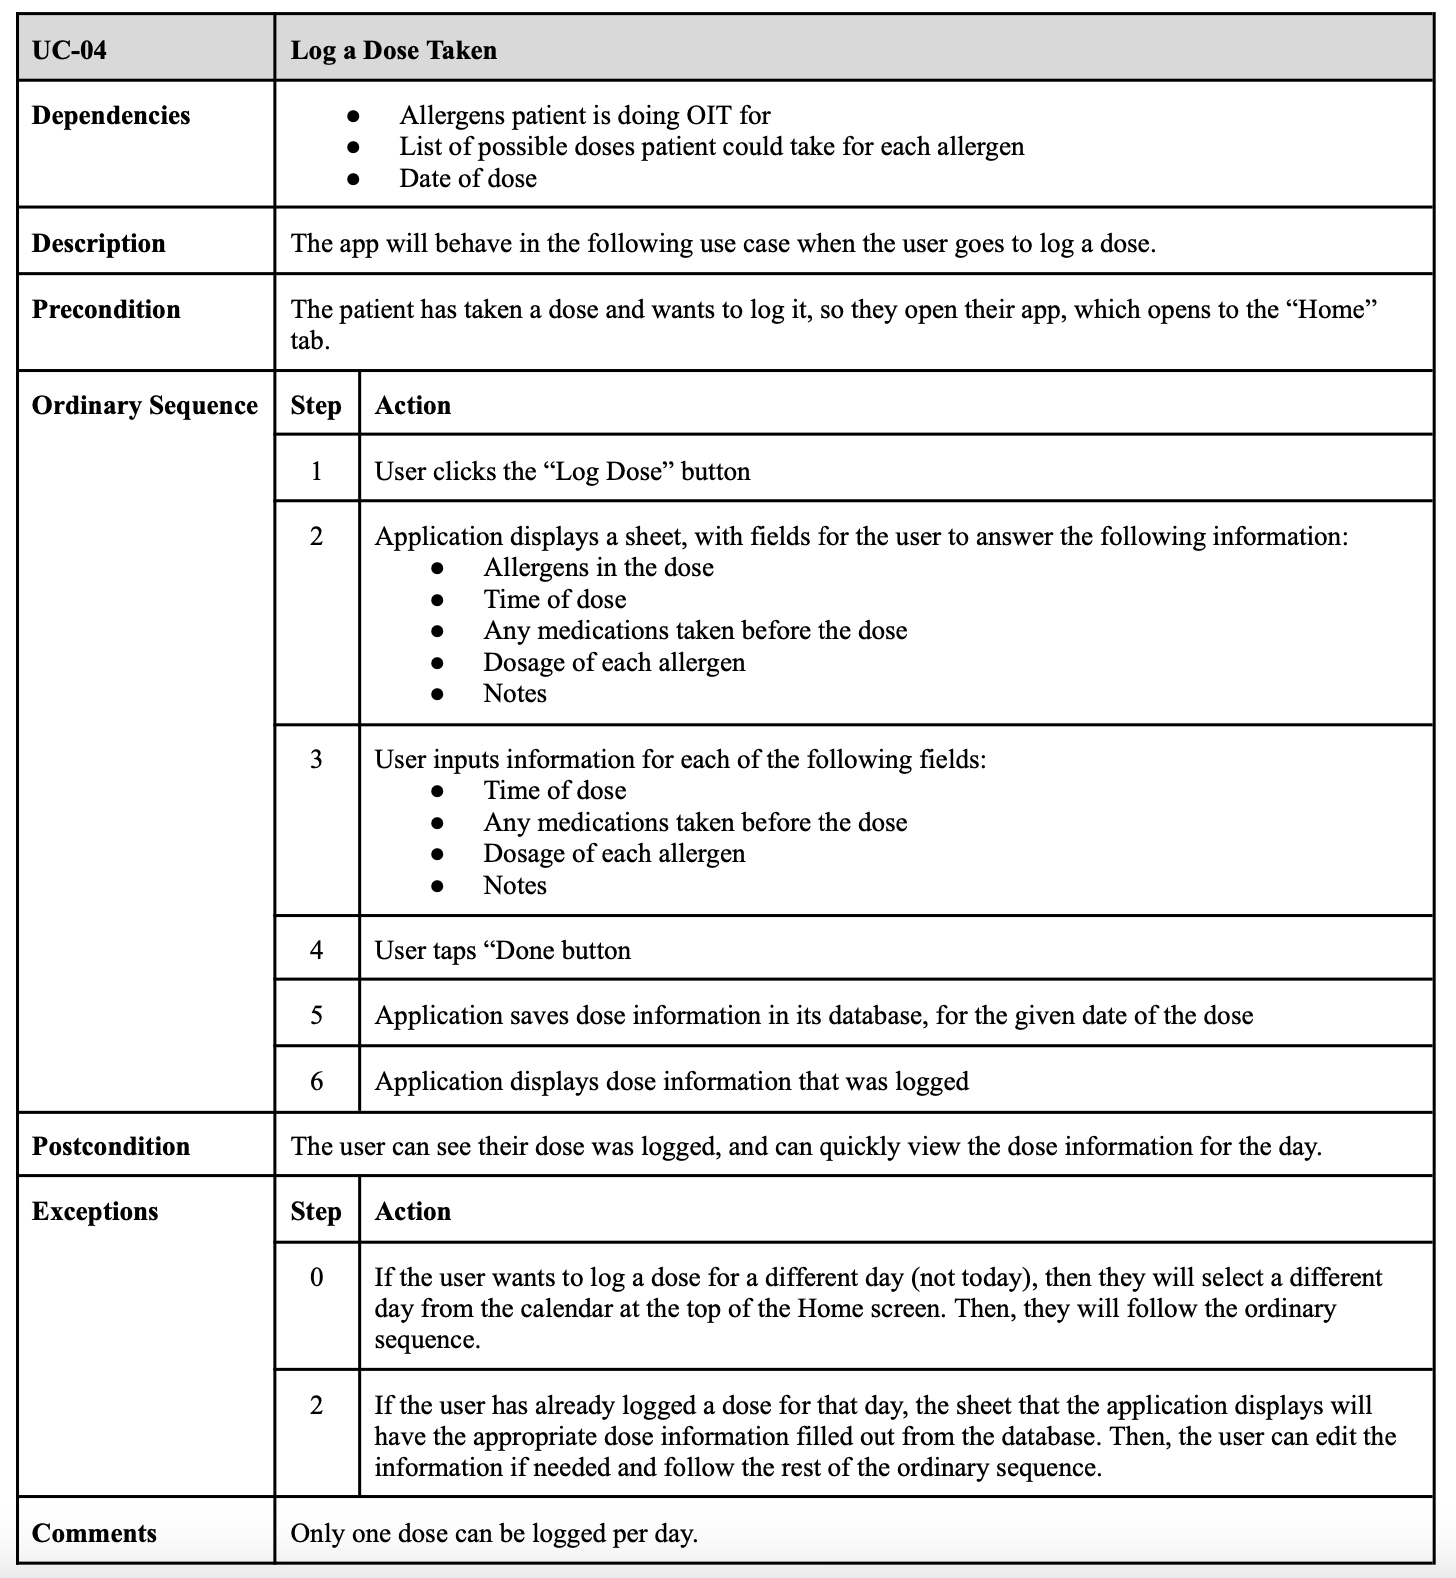 UC-04
Log a Dose Taken
Dependencies
● Allergens patient is doing OIT for
● List of possible doses patient could take for each allergen
● Date of dose
Description
The app will behave in the following use case when the user goes to log a dose.
Precondition
The patient has taken a dose and wants to log it, so they open their app, which opens to the “Home”
tab.
Ordinary Sequence
Step
Action
1
User clicks the “Log Dose” button
2
Application displays a sheet, with fields for the user to answer the following information:
● Allergens in the dose
● Time of dose
● Any medications taken before the dose
● Dosage of each allergen
● Notes
3
User inputs information for each of the following fields:
● Time of dose
● Any medications taken before the dose
● Dosage of each allergen
● Notes
4
User taps “Done button
5
Application saves dose information in its database, for the given date of the dose
6
Application displays dose information that was logged
Postcondition
The user can see their dose was logged, and can quickly view the dose information for the day.
Exceptions
Step
Action
0
If the user wants to log a dose for a different day (not today), then they will select a different
day from the calendar at the top of the Home screen. Then, they will follow the ordinary
sequence.
2
If the user has already logged a dose for that day, the sheet that the application displays will
have the appropriate dose information filled out from the database. Then, the user can edit the
information if needed and follow the rest of the ordinary sequence.
Comments
Only one dose can be logged per day.